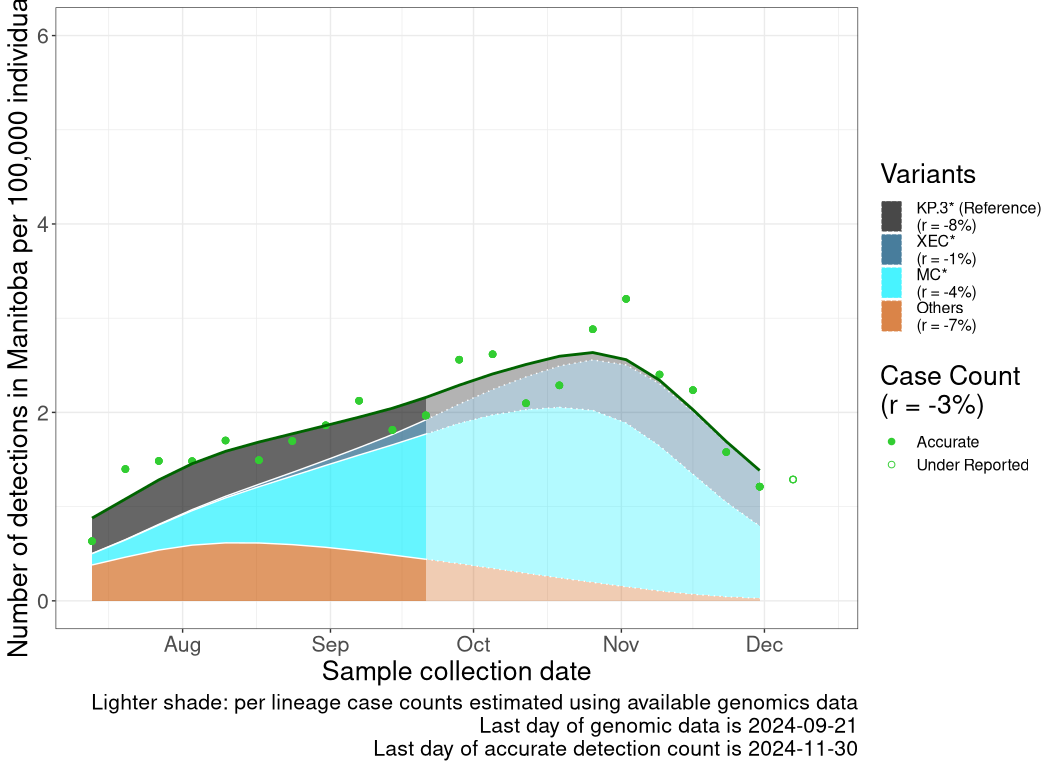 Number of detections in Manitoba per 100,000 individua
6
4
2
0
Aug
Sep
Oct
Nov
Dec
Sample collection date
Lighter shade: per lineage case counts estimated using available genomics data
Last day of genomic data is 2024-09-21
Last day of accurate detection count is 2024-11-30
Variants
KP.3* (Reference)
(r = -8%)
XEC*
(r = -1%)
MC*
(r = -4%)
Others
(r = -7%)
Case Count
(r = -3%)
Accurate
Under Reported